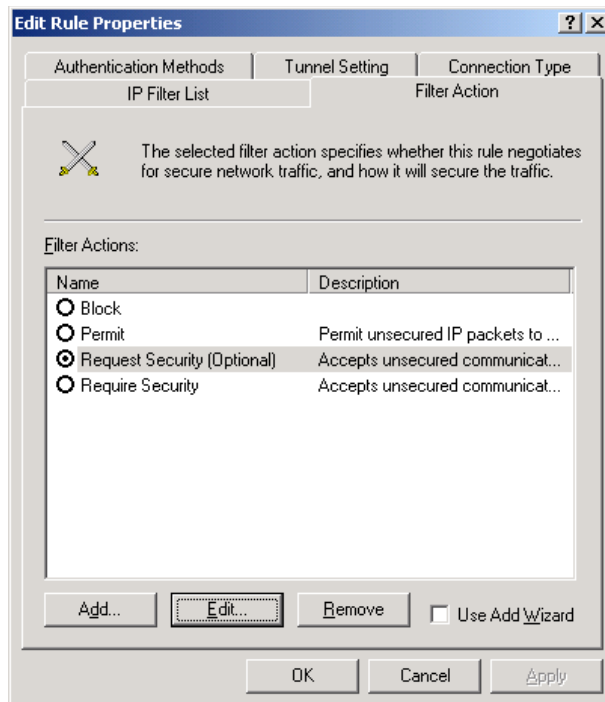 Edit Rule Properties
Authentication Methods Tunnel Setting Connection Type
IP Filter List Filter Action
The selected filter action specifies whether this rule negotiates
for secure network traffic, and how it will secure the traffic.
Filter Actions:
Name Description
Block
Permit Permit unsecured IP packets to ...
Request Security (Optional) Accepts unsecured communicat...
Require Security Accepts unsecured communicat...
Add... Edit... Remove Use Add Wizard
OK Cancel Apply